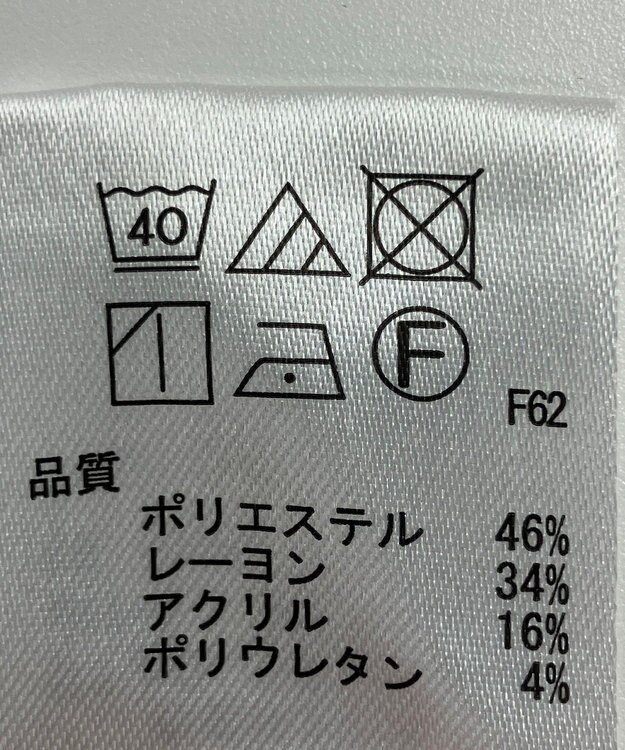 40
F
F62
品質
ポリエステル 46%
レーヨン 34%
アクリル 16%
ポリウレタン 4%